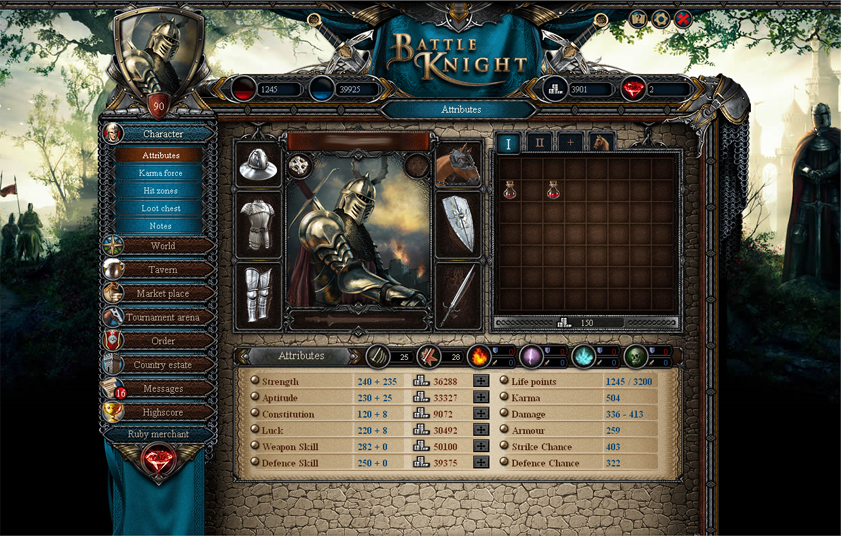 BATTLE
KNIGHT
1245 39925 3901 2
90
Attributes
Character
Attributes
Karma force
Hit zones
Loot chest
Notes
World
Tavern
Market place
Tournament arena
Order
Country estate
16 Messages
Highscore
Ruby merchant
I II +
150
Attributes 25 28
Strength 240 + 235 36288 + Life points 1245 / 3200
Aptitude 230 + 25 33327 + Karma 504
Constitution 120 + 8 9072 + Damage 336 - 413
Luck 220 + 8 30492 + Armour 259
Weapon Skill 282 + 0 50100 + Strike Chance 403
Defence Skill 250 + 0 39375 + Defence Chance 322